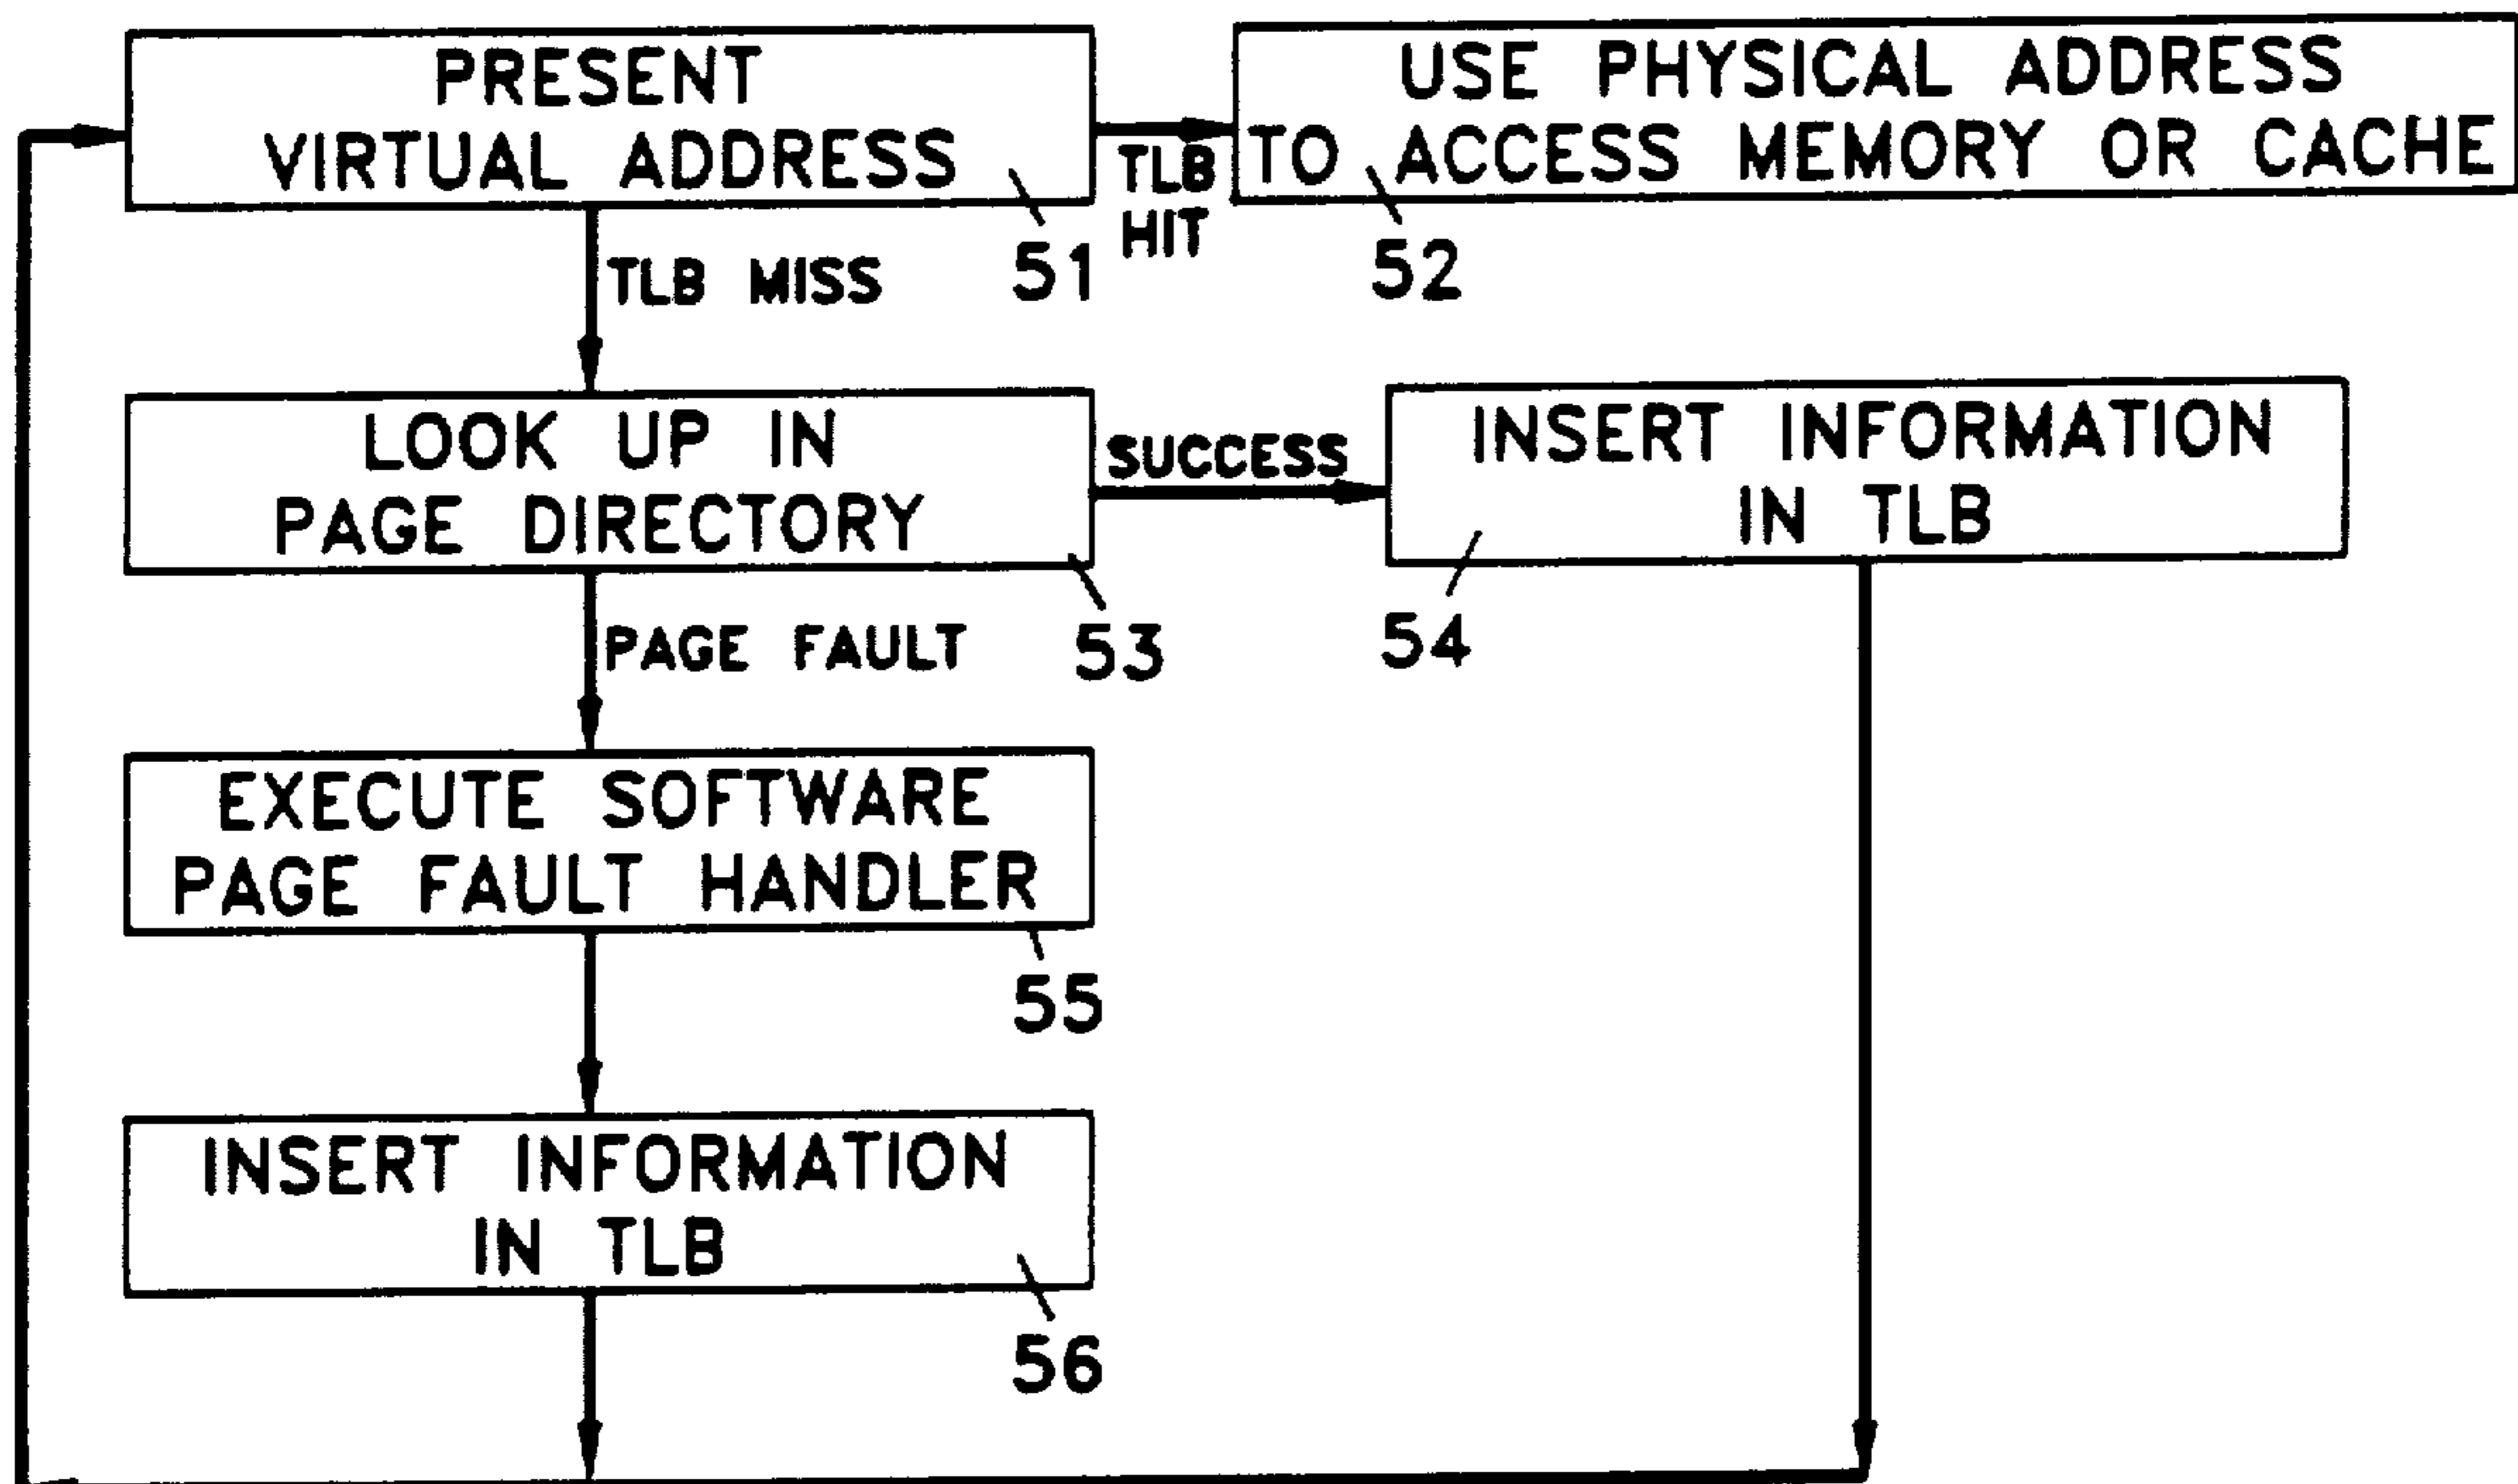 PRESENT
VIRTUAL ADDRESS
51
TLB
HIT
USE PHYSICAL ADDRESS
TO ACCESS MEMORY OR CACHE
52
TLB MISS
LOOK UP IN
PAGE DIRECTORY
53
SUCCESS
INSERT INFORMATION
IN TLB
54
PAGE FAULT
EXECUTE SOFTWARE
PAGE FAULT HANDLER
55
INSERT INFORMATION
IN TLB
56